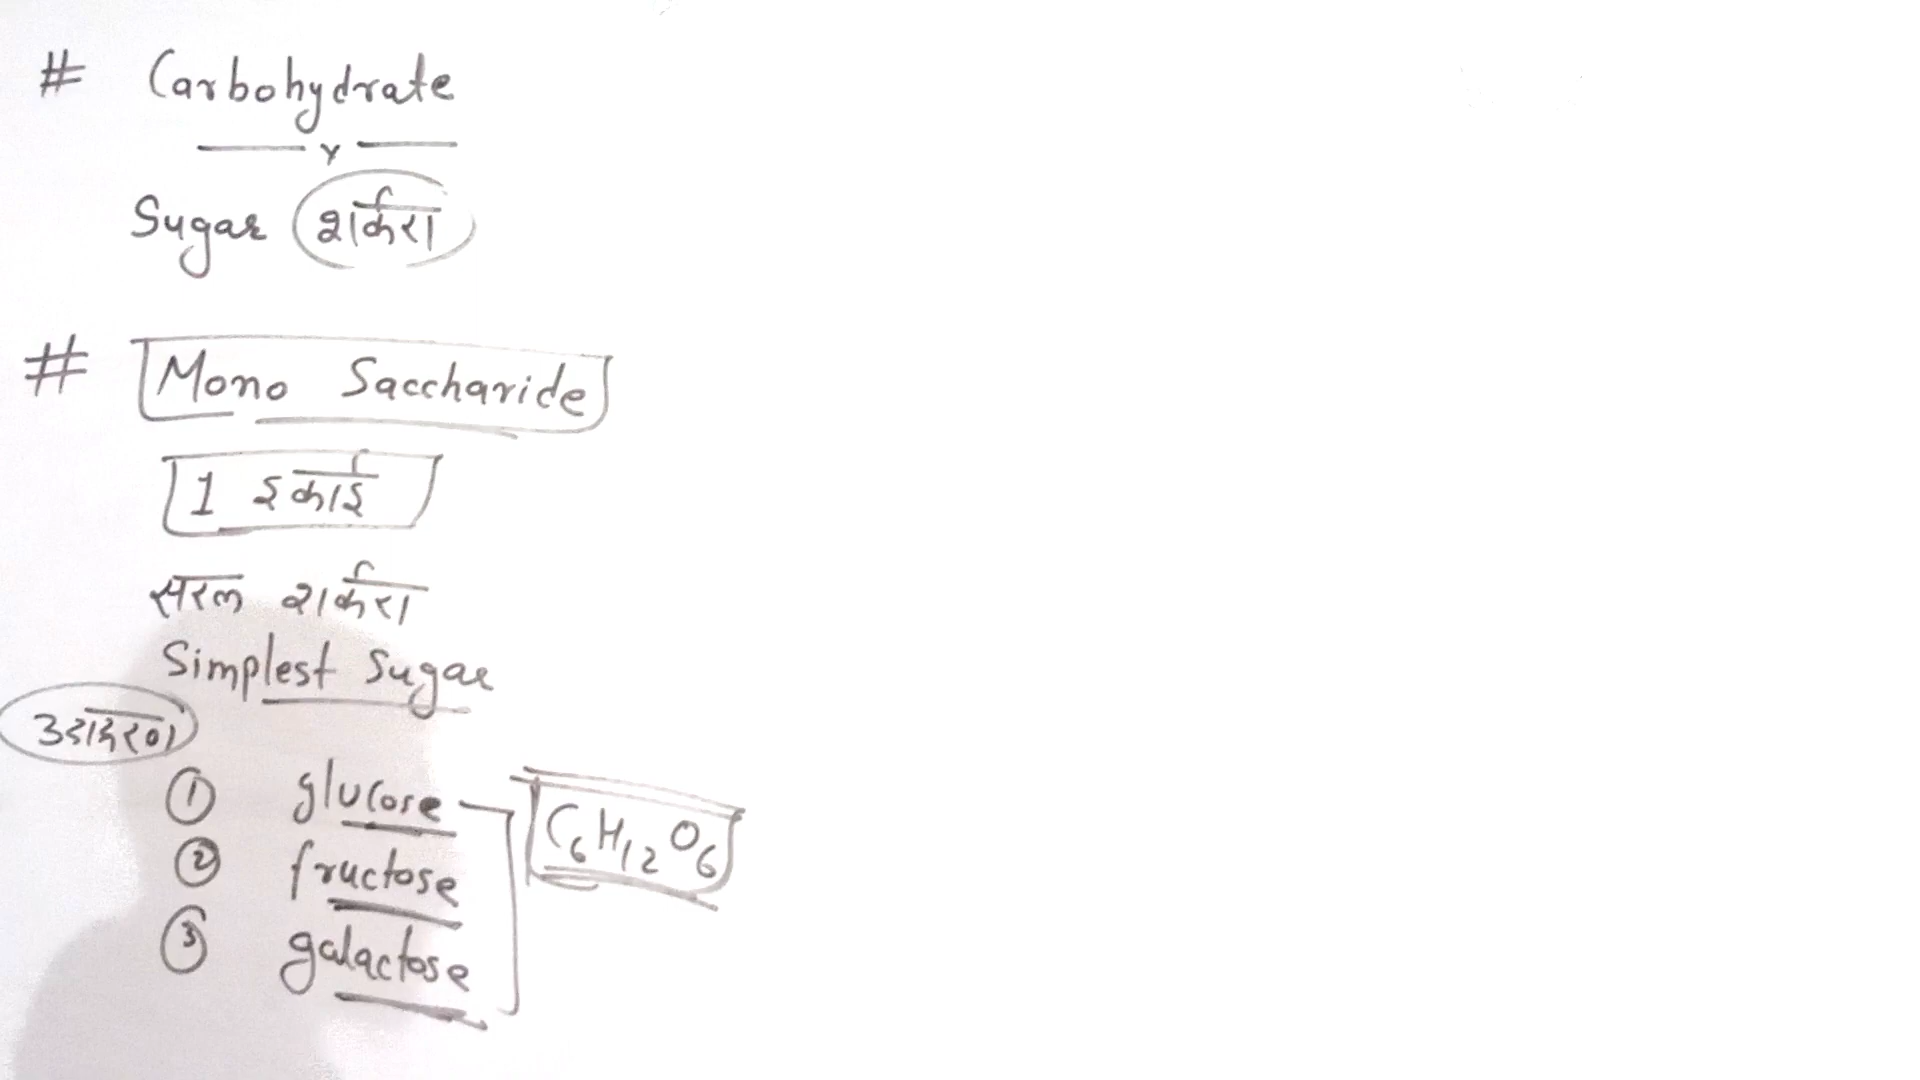 # Carbohydrate
Sugar शर्करा
# Mono Saccharide
1 इकाई
सरल शर्करा
Simplest Sugar
उदाहरण
① glucose
② fructose
③ galactose
C₆H₁₂O₆